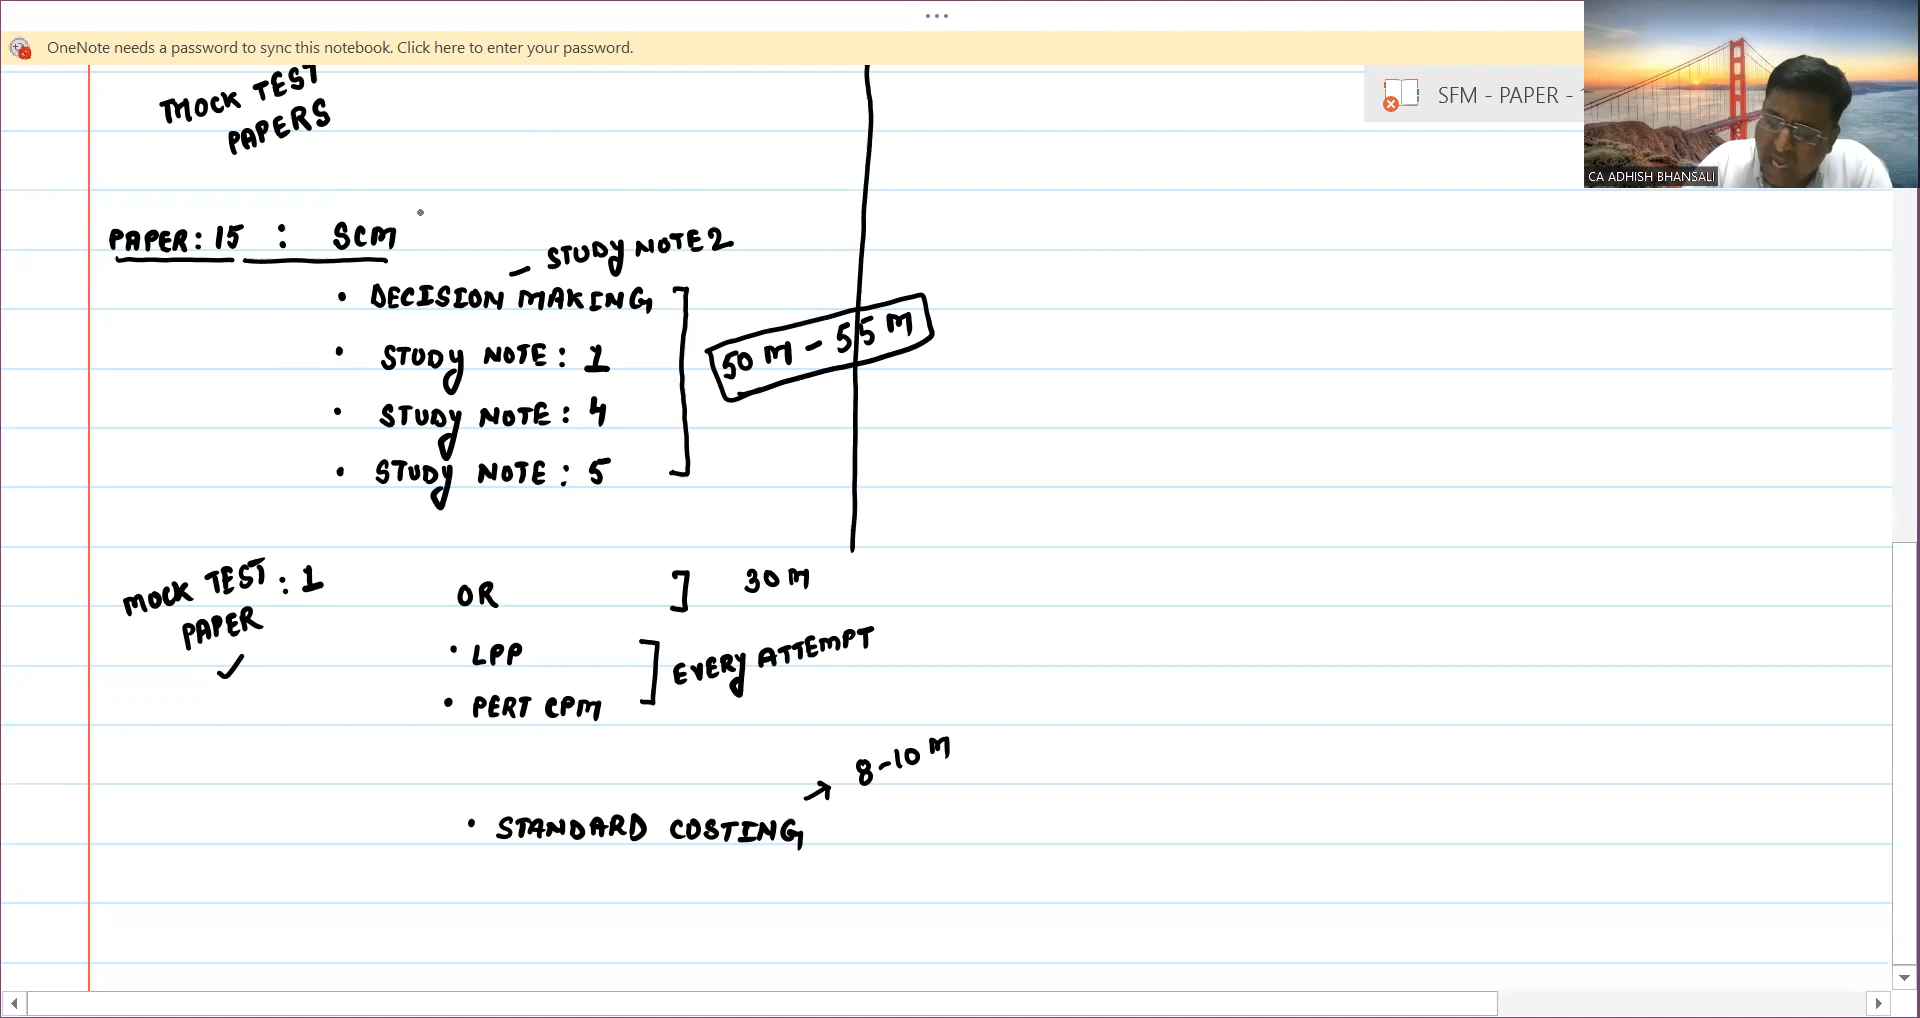 OneNote needs a password to sync this notebook. Click here to enter your password.
SFM - PAPER -
CA ADHISH BHANSALI
MOCK TEST
PAPERS
PAPER: 15 : SCM
- STUDY NOTE 2
• DECISION MAKING
50 M - 55 M
• STUDY NOTE: 1
• STUDY NOTE: 4
• STUDY NOTE: 5
MOCK TEST: 1
PAPER
OR ] 30 M
• LPP
• PERT CPM
EVERY ATTEMPT
• STANDARD COSTING → 8-10 M